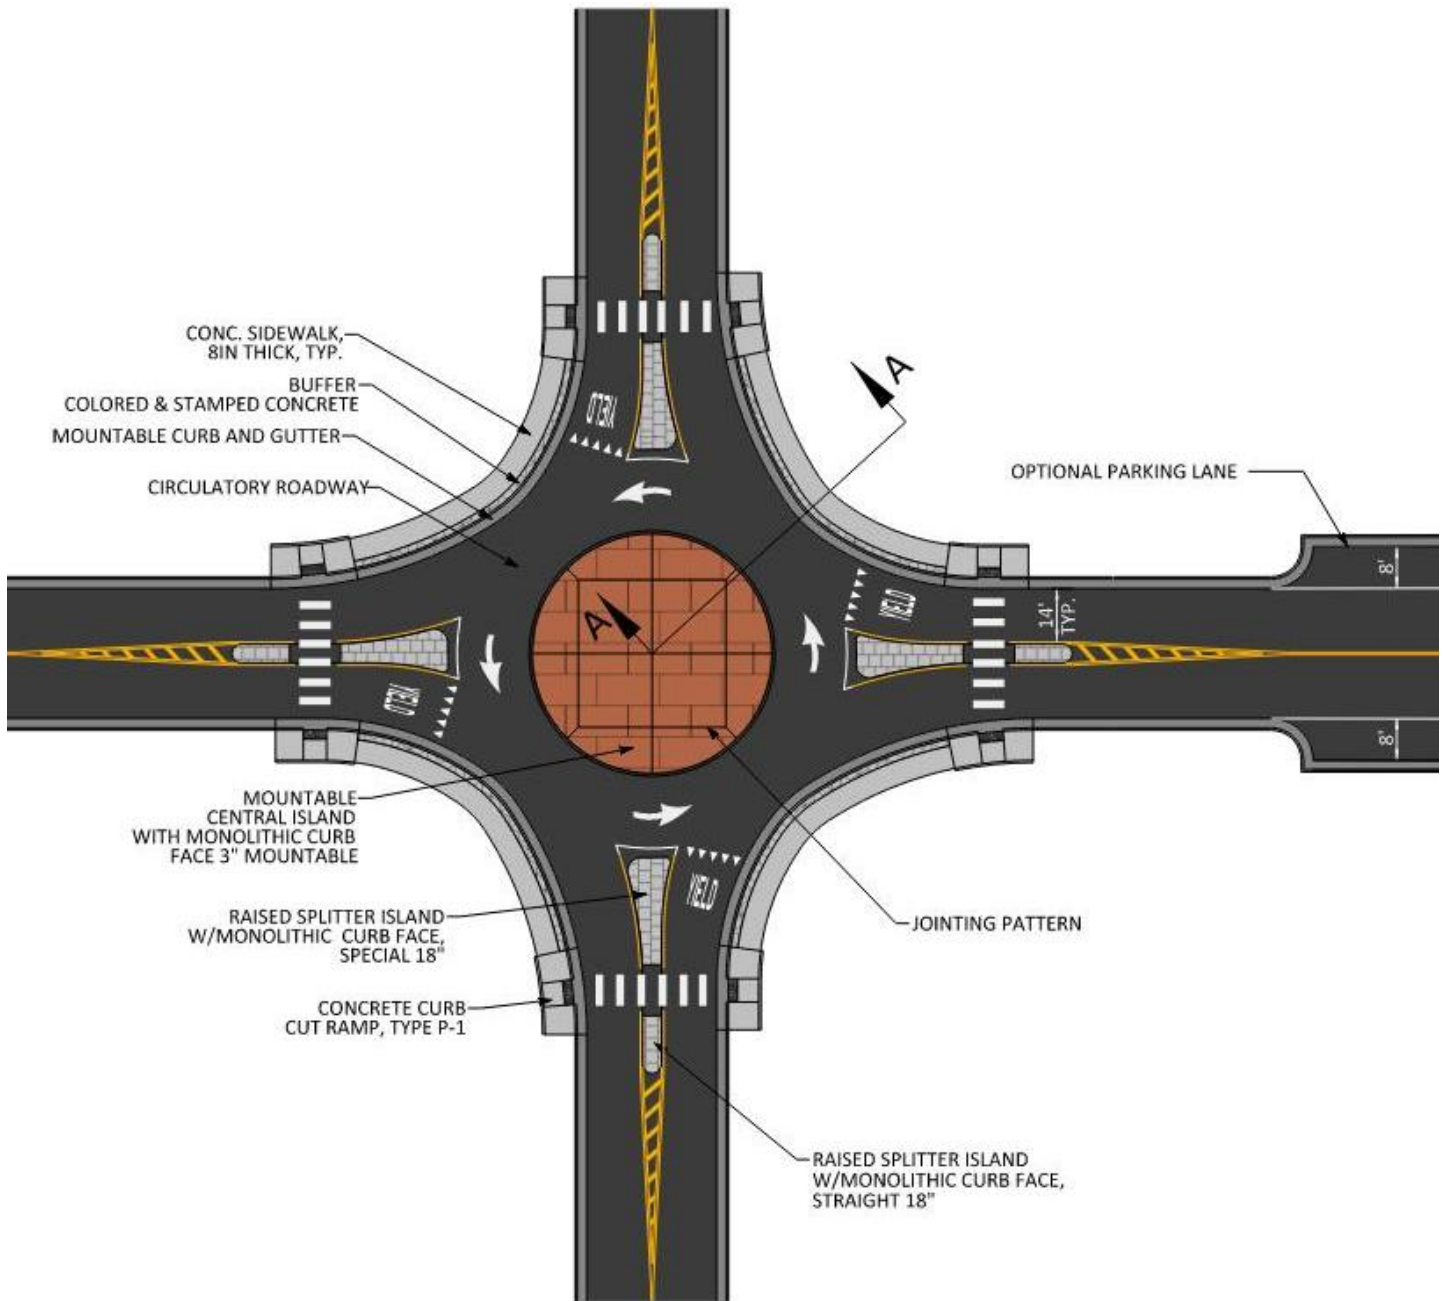 CONC. SIDEWALK,
8IN THICK, TYP.
BUFFER
COLORED & STAMPED CONCRETE
MOUNTABLE CURB AND GUTTER
CIRCULATORY ROADWAY
YIELD
A
OPTIONAL PARKING LANE
8'
YIELD
14'
TYP.
A
YIELD
8'
MOUNTABLE
CENTRAL ISLAND
WITH MONOLITHIC CURB
FACE 3" MOUNTABLE
YIELD
RAISED SPLITTER ISLAND
W/MONOLITHIC CURB FACE,
SPECIAL 18"
JOINTING PATTERN
CONCRETE CURB
CUT RAMP, TYPE P-1
RAISED SPLITTER ISLAND
W/MONOLITHIC CURB FACE,
STRAIGHT 18"